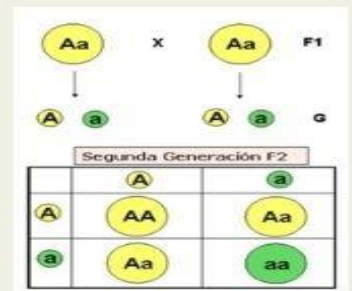 Aa x Aa F1
A a A a G
Segunda Generación F2
A a
A AA Aa
a Aa aa